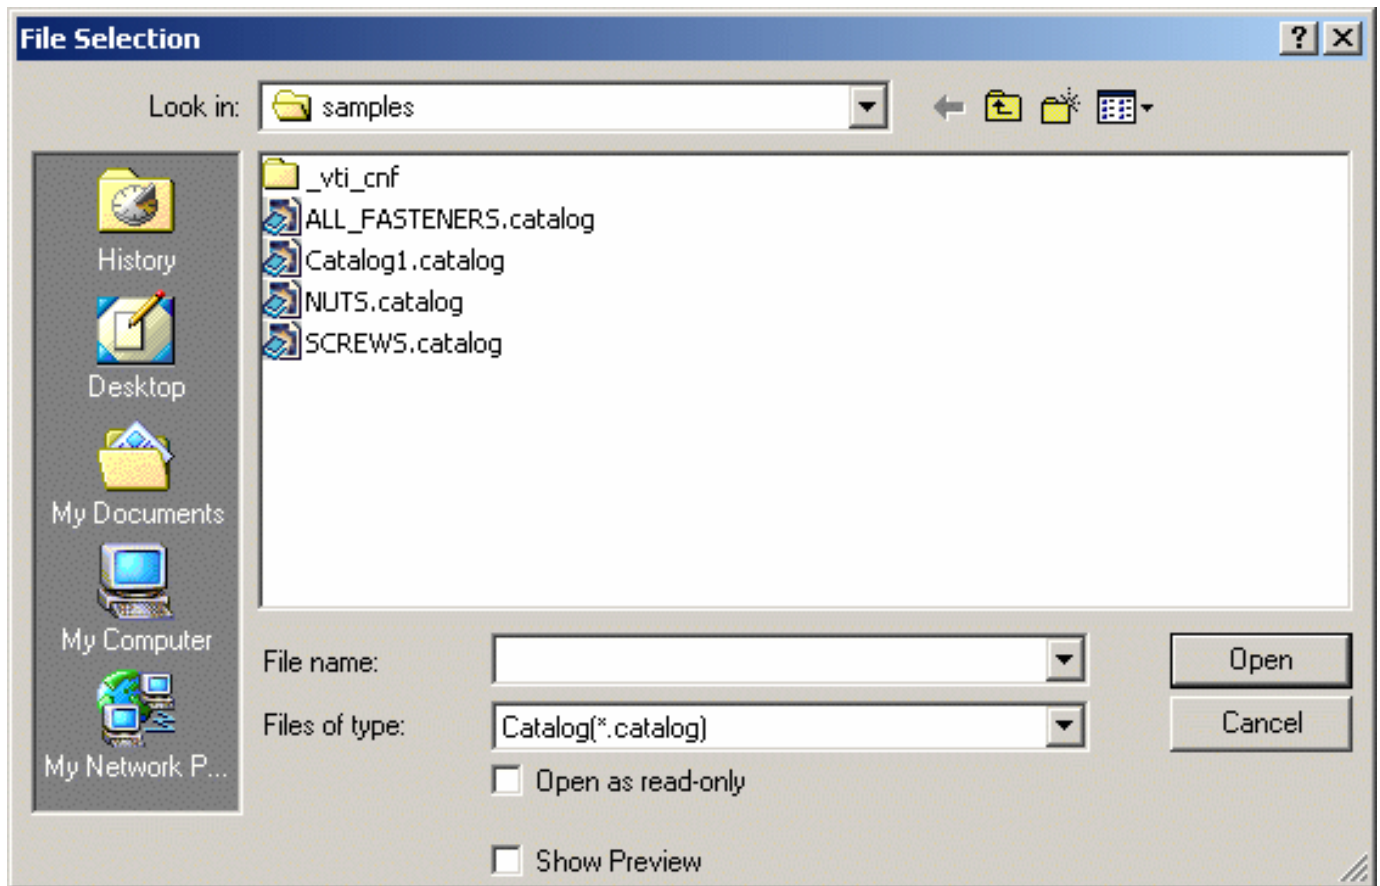 File Selection
Look in: samples
_vti_cnf
ALL_FASTENERS.catalog
Catalog1.catalog
NUTS.catalog
SCREWS.catalog
History
Desktop
My Documents
My Computer
My Network P...
File name:
Open
Files of type: Catalog(*.catalog)
Cancel
Open as read-only
Show Preview